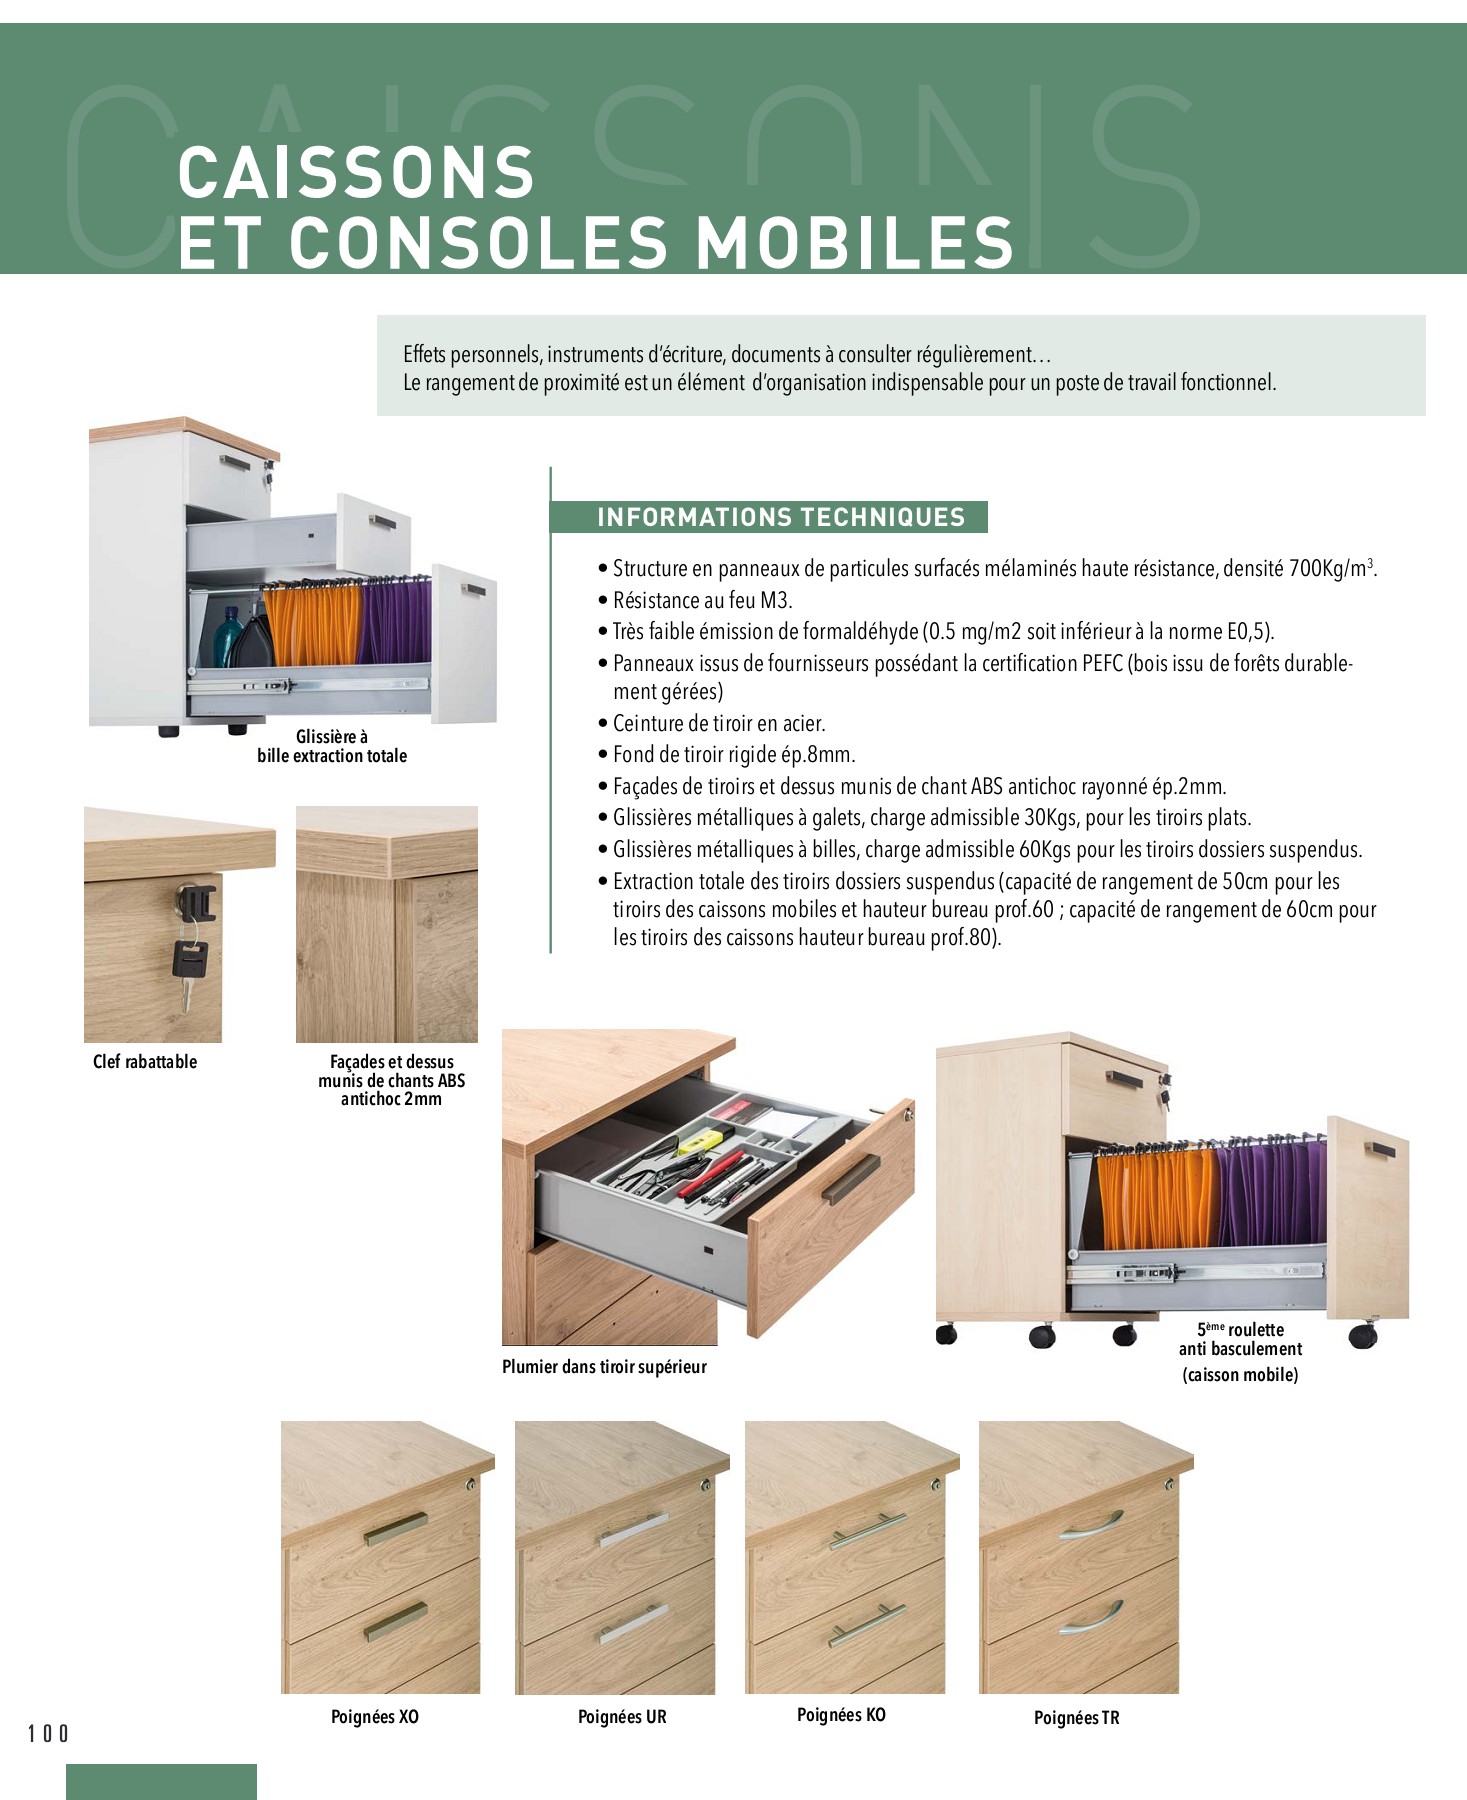 CAISSONS
CAISSONS
ET CONSOLES MOBILES
Effets personnels, instruments d’écriture, documents à consulter régulièrement…
Le rangement de proximité est un élément d’organisation indispensable pour un poste de travail fonctionnel.
INFORMATIONS TECHNIQUES
• Structure en panneaux de particules surfacés mélaminés haute résistance, densité 700Kg/m³.
• Résistance au feu M3.
• Très faible émission de formaldéhyde (0.5 mg/m2 soit inférieur à la norme E0,5).
• Panneaux issus de fournisseurs possédant la certification PEFC (bois issu de forêts durable-
ment gérées)
• Ceinture de tiroir en acier.
• Fond de tiroir rigide ép.8mm.
• Façades de tiroirs et dessus munis de chant ABS antichoc rayonné ép.2mm.
• Glissières métalliques à galets, charge admissible 30Kgs, pour les tiroirs plats.
• Glissières métalliques à billes, charge admissible 60Kgs pour les tiroirs dossiers suspendus.
• Extraction totale des tiroirs dossiers suspendus (capacité de rangement de 50cm pour les
tiroirs des caissons mobiles et hauteur bureau prof.60 ; capacité de rangement de 60cm pour
les tiroirs des caissons hauteur bureau prof.80).
Glissière à
bille extraction totale
Clef rabattable
Façades et dessus
munis de chants ABS
antichoc 2mm
Plumier dans tiroir supérieur
5ème roulette
anti basculement
(caisson mobile)
Poignées XO
Poignées UR
Poignées KO
Poignées TR
100